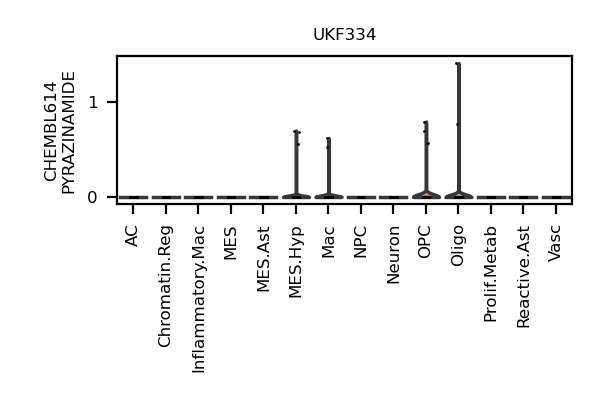 UKF334
CHEMBL614
PYRAZINAMIDE
1
0
AC
Chromatin.Reg
Inflammatory.Mac
MES
MES.Ast
MES.Hyp
Mac
NPC
Neuron
OPC
Oligo
Prolif.Metab
Reactive.Ast
Vasc